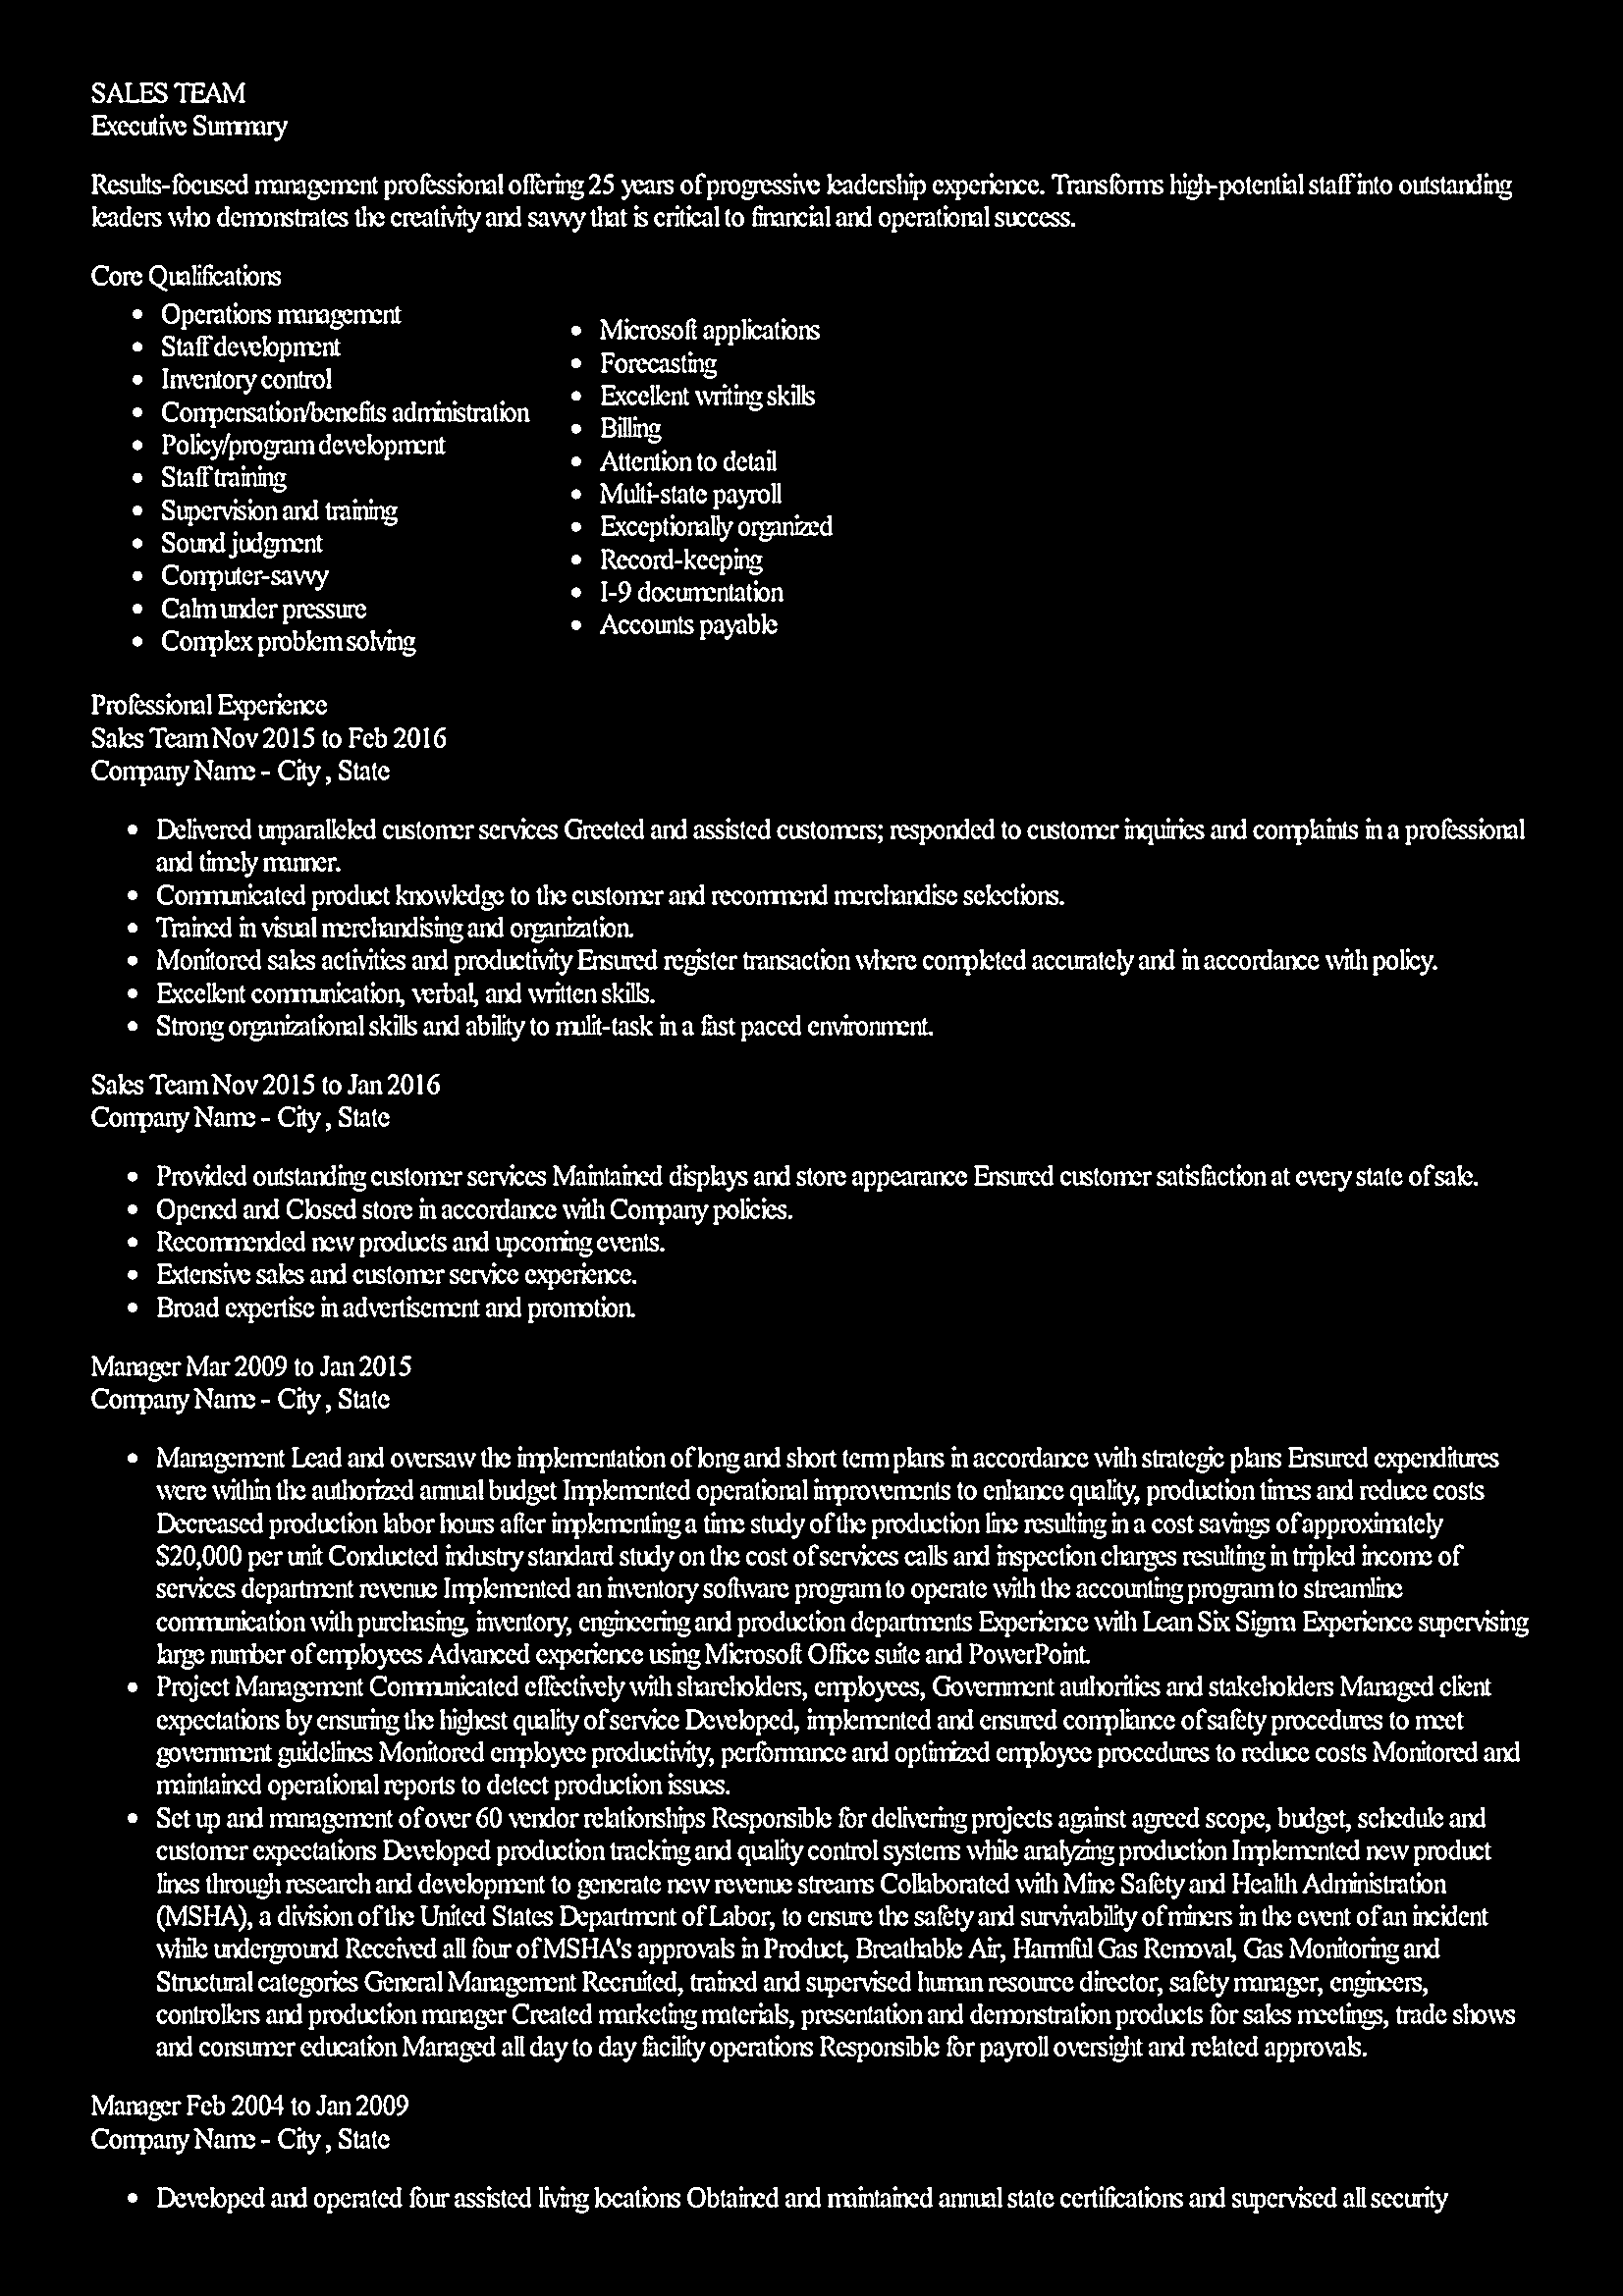 SALES TEAM
Executive Summary
Results-focused management professional offering 25 years of progressive leadership experience. Transforms high-potential staff into outstanding
leaders who demonstrates the creativity and savvy that is critical to financial and operational success.
Core Qualifications
• Operations management
• Staff development
• Inventory control
• Compensation/benefits administration
• Policy/program development
• Staff training
• Supervision and training
• Sound judgment
• Computer-savvy
• Calm under pressure
• Complex problem solving
• Microsoft applications
• Forecasting
• Excellent writing skills
• Billing
• Attention to detail
• Multi-state payroll
• Exceptionally organized
• Record-keeping
• I-9 documentation
• Accounts payable
Professional Experience
Sales Team Nov 2015 to Feb 2016
Company Name - City , State
• Delivered unparalleled customer services Greeted and assisted customers; responded to customer inquiries and complaints in a professional
and timely manner.
• Communicated product knowledge to the customer and recommend merchandise selections.
• Trained in visual merchandising and organization.
• Monitored sales activities and productivity Ensured register transaction where completed accurately and in accordance with policy.
• Excellent communication, verbal, and written skills.
• Strong organizational skills and ability to mulit-task in a fast paced environment.
Sales Team Nov 2015 to Jan 2016
Company Name - City , State
• Provided outstanding customer services Maintained displays and store appearance Ensured customer satisfaction at every state of sale.
• Opened and Closed store in accordance with Company policies.
• Recommended new products and upcoming events.
• Extensive sales and customer service experience.
• Broad expertise in advertisement and promotion.
Manager Mar 2009 to Jan 2015
Company Name - City , State
• Management Lead and oversaw the implementation of long and short term plans in accordance with strategic plans Ensured expenditures
were within the authorized annual budget Implemented operational improvements to enhance quality, production times and reduce costs
Decreased production labor hours after implementing a time study of the production line resulting in a cost savings of approximately
$20,000 per unit Conducted industry standard study on the cost of services calls and inspection charges resulting in tripled income of
services department revenue Implemented an inventory software program to operate with the accounting program to streamline
communication with purchasing, inventory, engineering and production departments Experience with Lean Six Sigma Experience supervising
large number of employees Advanced experience using Microsoft Office suite and PowerPoint.
• Project Management Communicated effectively with shareholders, employees, Government authorities and stakeholders Managed client
expectations by ensuring the highest quality of service Developed, implemented and ensured compliance of safety procedures to meet
government guidelines Monitored employee productivity, performance and optimized employee procedures to reduce costs Monitored and
maintained operational reports to detect production issues.
• Set up and management of over 60 vendor relationships Responsible for delivering projects against agreed scope, budget, schedule and
customer expectations Developed production tracking and quality control systems while analyzing production Implemented new product
lines through research and development to generate new revenue streams Collaborated with Mine Safety and Health Administration
(MSHA), a division of the United States Department of Labor, to ensure the safety and survivability of miners in the event of an incident
while underground Received all four of MSHA's approvals in Product, Breathable Air, Harmful Gas Removal, Gas Monitoring and
Structural categories General Management Recruited, trained and supervised human resource director, safety manager, engineers,
controllers and production manager Created marketing materials, presentation and demonstration products for sales meetings, trade shows
and consumer education Managed all day to day facility operations Responsible for payroll oversight and related approvals.
Manager Feb 2004 to Jan 2009
Company Name - City , State
• Developed and operated four assisted living locations Obtained and maintained annual state certifications and supervised all security